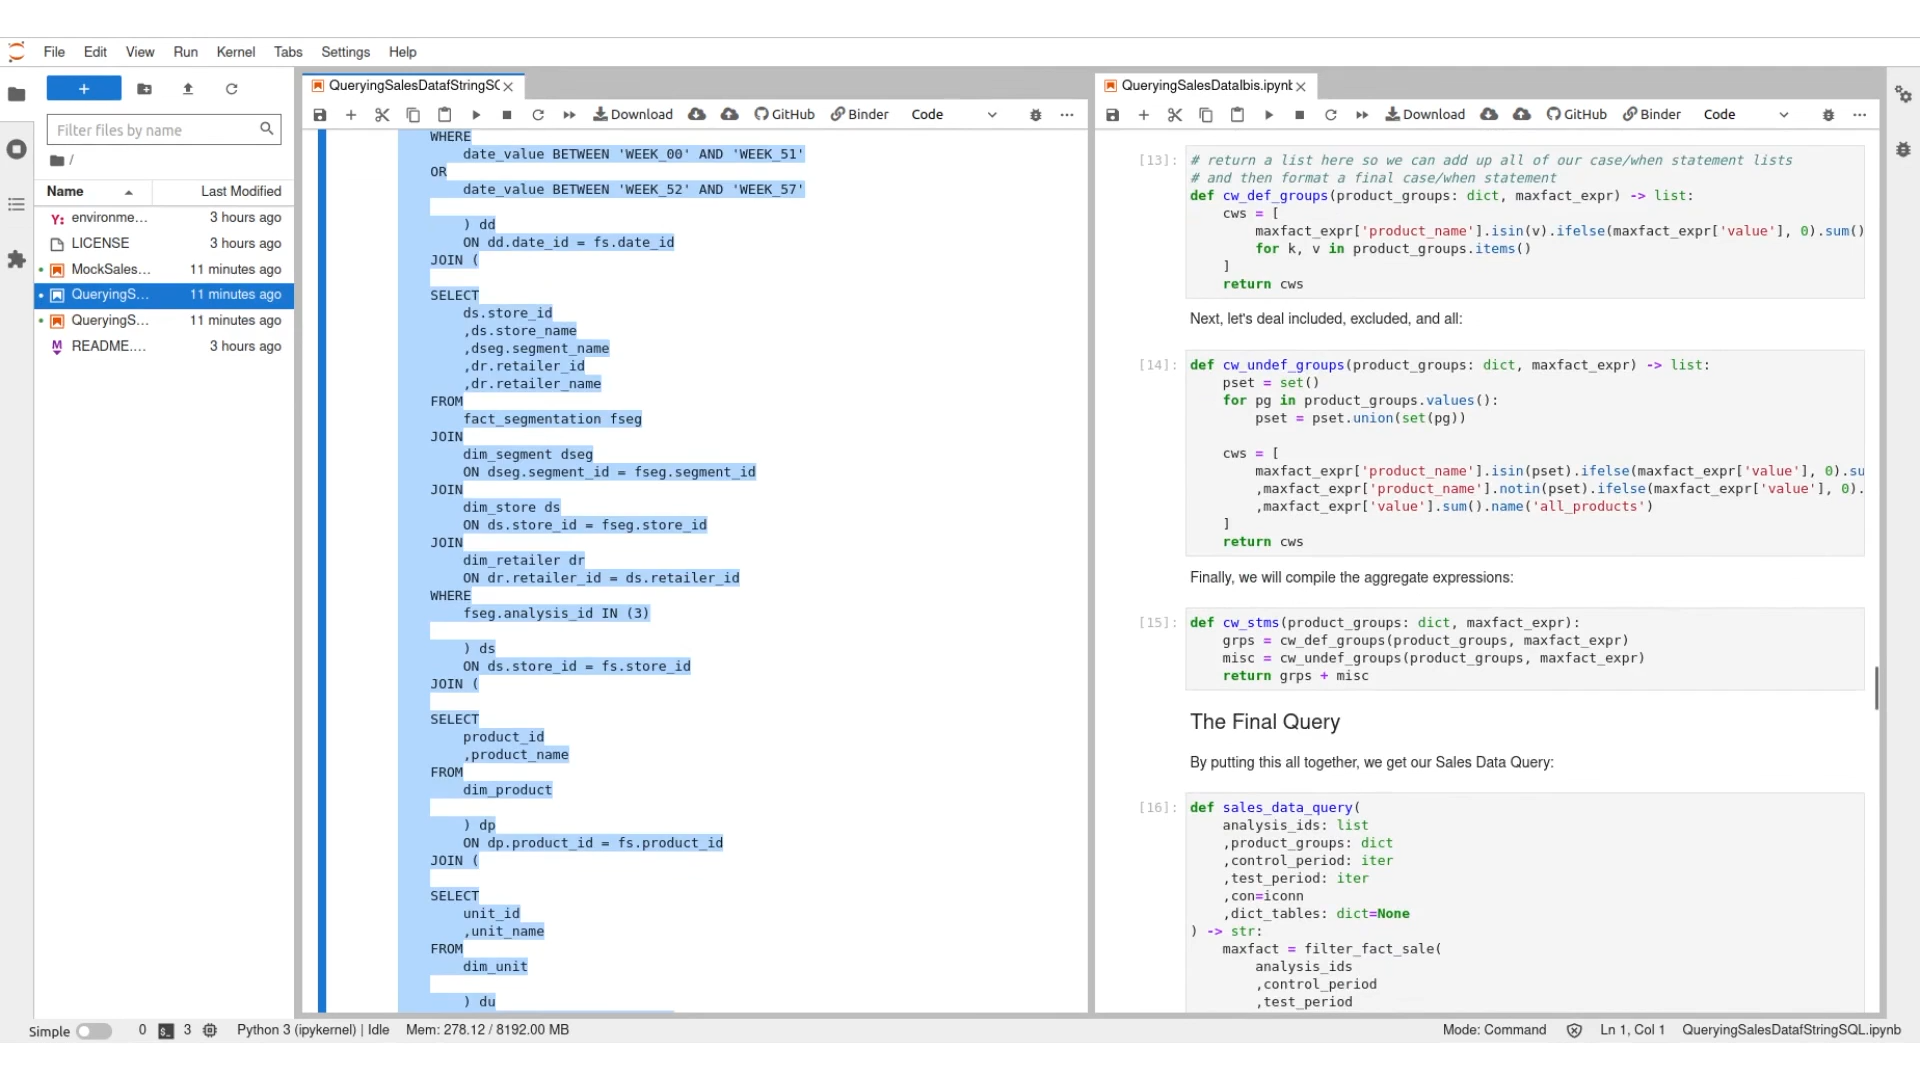 File Edit View Run Kernel Tabs Settings Help
Filter files by name
/
Name Last Modified
Y: environme... 3 hours ago
LICENSE 3 hours ago
MockSales... 11 minutes ago
QueryingS... 11 minutes ago
QueryingS... 11 minutes ago
README.... 3 hours ago
QueryingSalesDatafStringSQ
Download GitHub Binder Code
WHERE
date_value BETWEEN 'WEEK_00' AND 'WEEK_51'
OR
date_value BETWEEN 'WEEK_52' AND 'WEEK_57'
) dd
ON dd.date_id = fs.date_id
JOIN (
SELECT
ds.store_id
,ds.store_name
,dseg.segment_name
,dr.retailer_id
,dr.retailer_name
FROM
fact_segmentation fseg
JOIN
dim_segment dseg
ON dseg.segment_id = fseg.segment_id
JOIN
dim_store ds
ON ds.store_id = fseg.store_id
JOIN
dim_retailer dr
ON dr.retailer_id = ds.retailer_id
WHERE
fseg.analysis_id IN (3)
) ds
ON ds.store_id = fs.store_id
JOIN (
SELECT
product_id
,product_name
FROM
dim_product
) dp
ON dp.product_id = fs.product_id
JOIN (
SELECT
unit_id
,unit_name
FROM
dim_unit
) du
QueryingSalesDataIbis.ipynb
Download GitHub Binder Code
[13]: # return a list here so we can add up all of our case/when statement lists
# and then format a final case/when statement
def cw_def_groups(product_groups: dict, maxfact_expr) -> list:
cws = [
maxfact_expr['product_name'].isin(v).ifelse(maxfact_expr['value'], 0).sum()
for k, v in product_groups.items()
]
return cws
Next, let's deal included, excluded, and all:
[14]: def cw_undef_groups(product_groups: dict, maxfact_expr) -> list:
pset = set()
for pg in product_groups.values():
pset = pset.union(set(pg))
cws = [
maxfact_expr['product_name'].isin(pset).ifelse(maxfact_expr['value'], 0).su
,maxfact_expr['product_name'].notin(pset).ifelse(maxfact_expr['value'], 0).
,maxfact_expr['value'].sum().name('all_products')
]
return cws
Finally, we will compile the aggregate expressions:
[15]: def cw_stms(product_groups: dict, maxfact_expr):
grps = cw_def_groups(product_groups, maxfact_expr)
misc = cw_undef_groups(product_groups, maxfact_expr)
return grps + misc
The Final Query
By putting this all together, we get our Sales Data Query:
[16]: def sales_data_query(
analysis_ids: list
,product_groups: dict
,control_period: iter
,test_period: iter
,con=iconn
,dict_tables: dict=None
) -> str:
maxfact = filter_fact_sale(
analysis_ids
,control_period
,test_period
Simple 0 3 Python 3 (ipykernel) | Idle Mem: 278.12 / 8192.00 MB Mode: Command Ln 1, Col 1 QueryingSalesDatafStringSQL.ipynb